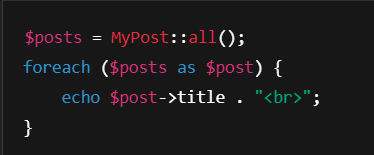 $posts = MyPost::all();
foreach ($posts as $post) {
    echo $post->title . "<br>";
}